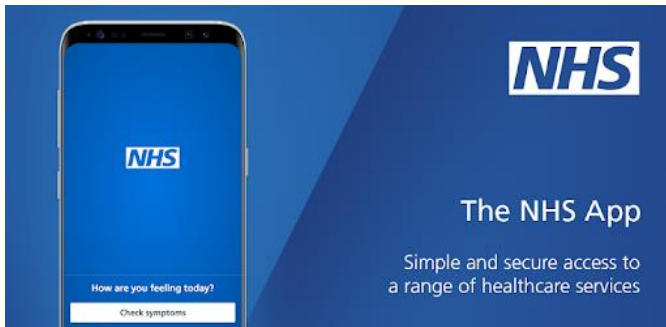 NHS
How are you feeling today?
Check symptoms
NHS
The NHS App
Simple and secure access to
a range of healthcare services